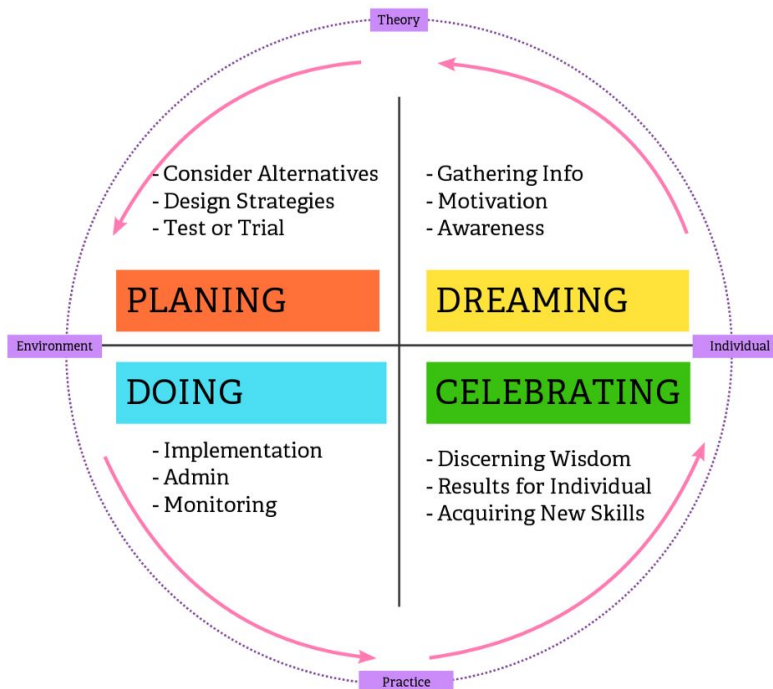 Theory
- Consider Alternatives
- Design Strategies
- Test or Trial
- Gathering Info
- Motivation
- Awareness
PLANING
DREAMING
Environment
Individual
DOING
CELEBRATING
- Implementation
- Admin
- Monitoring
- Discerning Wisdom
- Results for Individual
- Acquiring New Skills
Practice